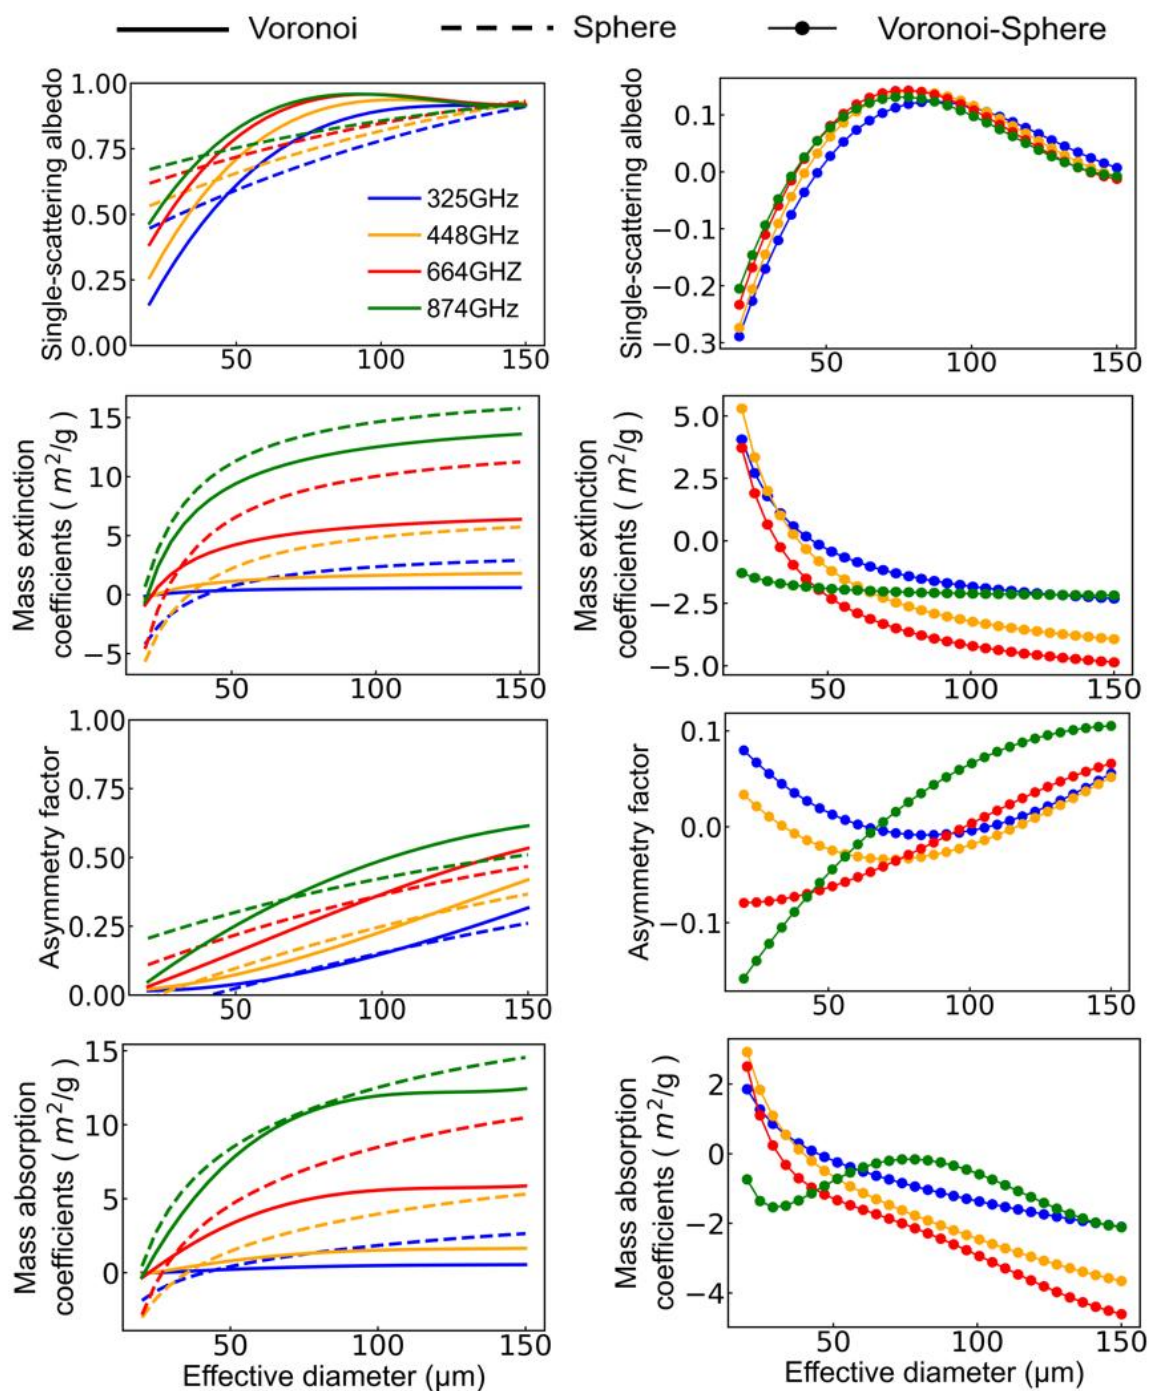 Voronoi Sphere Voronoi-Sphere
Single-scattering albedo
1.00
0.75
0.50
0.25
0.00
50 100 150
325GHz
448GHz
664GHZ
874GHz
Single-scattering albedo
0.1
0.0
−0.1
−0.2
−0.3
50 100 150
Mass extinction
coefficients ( m²/g)
15
10
5
0
−5
50 100 150
Mass extinction
coefficients ( m²/g)
5.0
2.5
0.0
−2.5
−5.0
50 100 150
Asymmetry factor
1.00
0.75
0.50
0.25
0.00
50 100 150
Asymmetry factor
0.1
0.0
−0.1
50 100 150
Mass absorption
coefficients ( m²/g)
15
10
5
0
50 100 150
Effective diameter (μm)
Mass absorption
coefficients ( m²/g )
2
0
−2
−4
50 100 150
Effective diameter (μm)